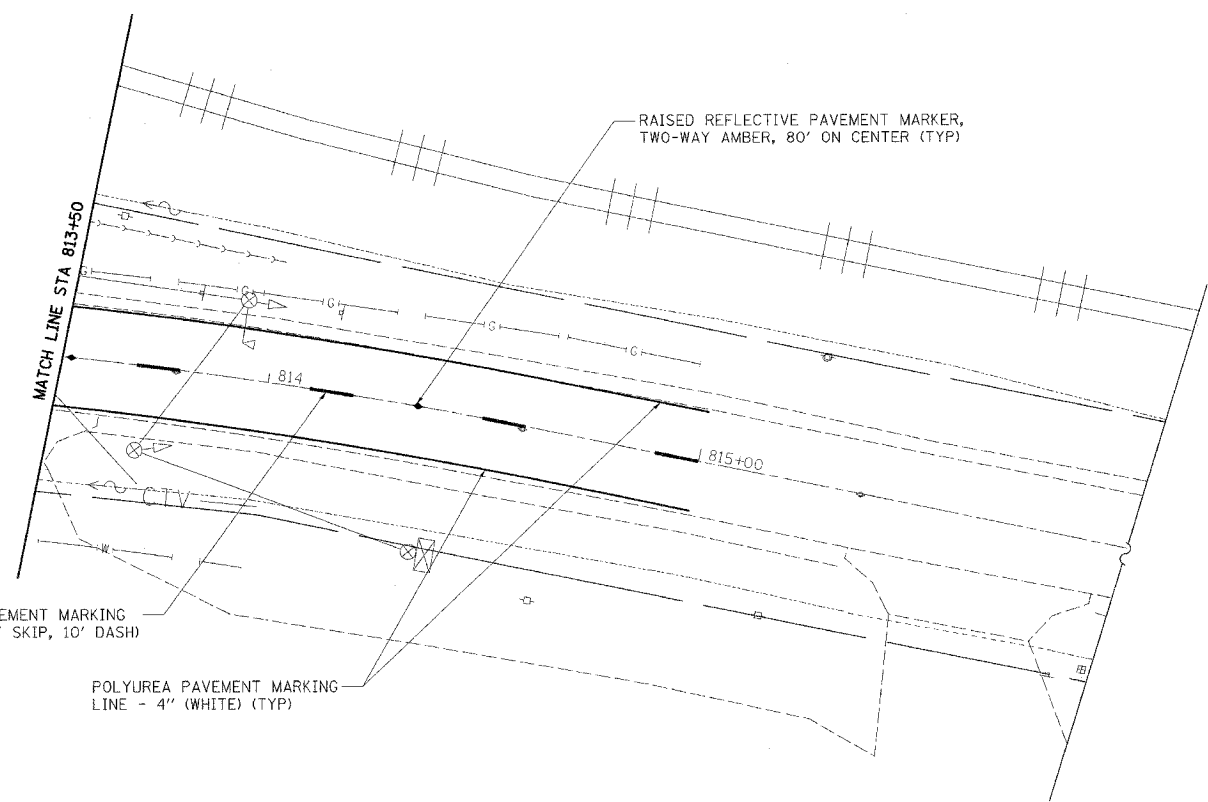 RAISED REFLECTIVE PAVEMENT MARKER,
TWO-WAY AMBER, 80' ON CENTER (TYP)
MATCH LINE STA 813+50
G
G
G
G
G
814
815+00
CTV
W
EMENT MARKING
' SKIP, 10' DASH)
POLYUREA PAVEMENT MARKING
LINE - 4" (WHITE) (TYP)